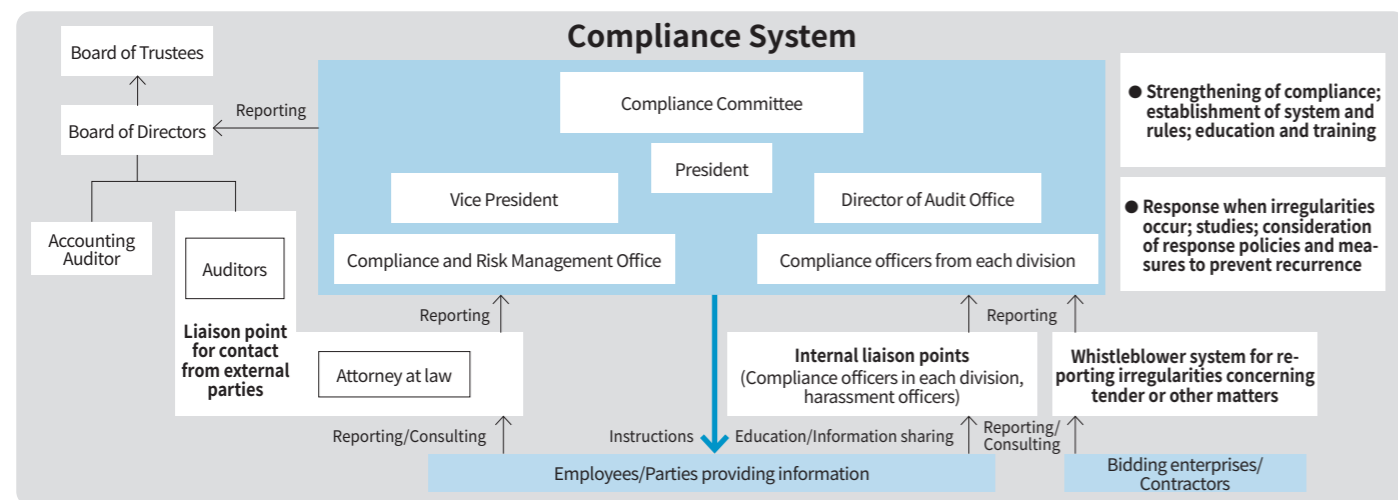 Compliance System
Board of Trustees
Reporting
Board of Directors
Accounting
Auditor
Auditors
Liaison point
for contact
from external
parties
Attorney at law
Compliance Committee
President
Vice President
Director of Audit Office
Compliance and Risk Management Office
Compliance officers from each division
● Strengthening of compliance;
establishment of system and
rules; education and training
● Response when irregularities
occur; studies; consideration
of response policies and mea-
sures to prevent recurrence
Reporting
Reporting
Internal liaison points
(Compliance officers in each division,
harassment officers)
Whistleblower system for re-
porting irregularities concerning
tender or other matters
Reporting/Consulting
Instructions
Education/Information sharing
Reporting/
Consulting
Employees/Parties providing information
Bidding enterprises/
Contractors